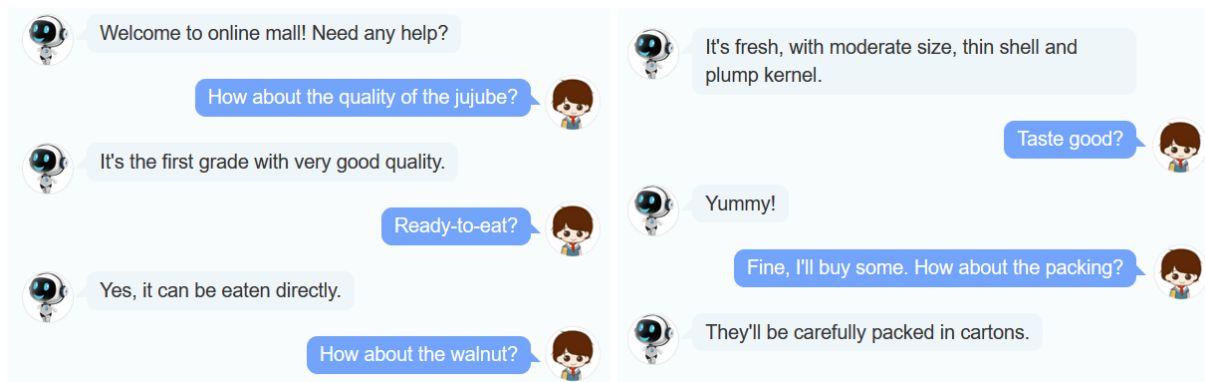 Welcome to online mall! Need any help?
How about the quality of the jujube?
It's the first grade with very good quality.
Ready-to-eat?
Yes, it can be eaten directly.
How about the walnut?
It's fresh, with moderate size, thin shell and
plump kernel.
Taste good?
Yummy!
Fine, I'll buy some. How about the packing?
They'll be carefully packed in cartons.